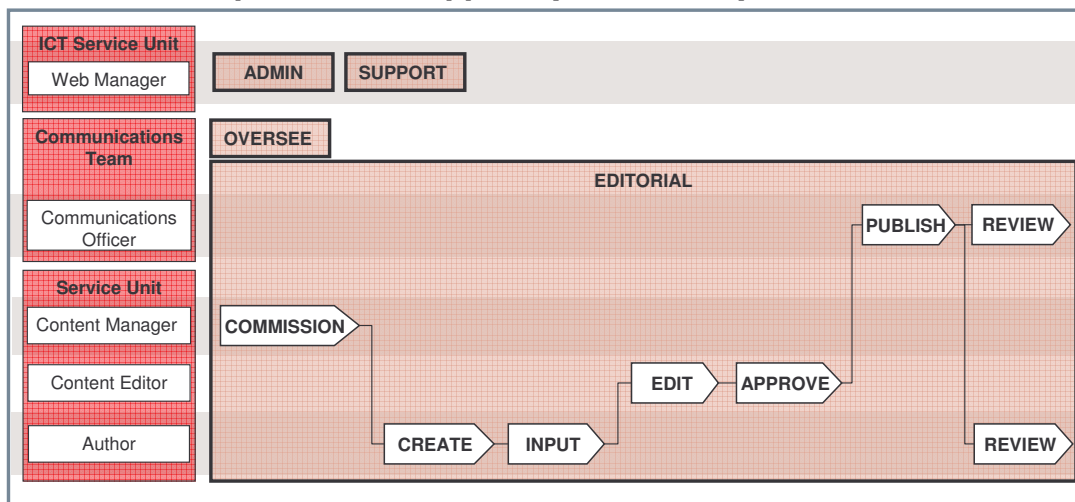 ICT Service Unit
Web Manager
ADMIN
SUPPORT
Communications
Team
OVERSEE
EDITORIAL
Communications
Officer
PUBLISH
REVIEW
Service Unit
Content Manager
COMMISSION
Content Editor
EDIT
APPROVE
Author
CREATE
INPUT
REVIEW